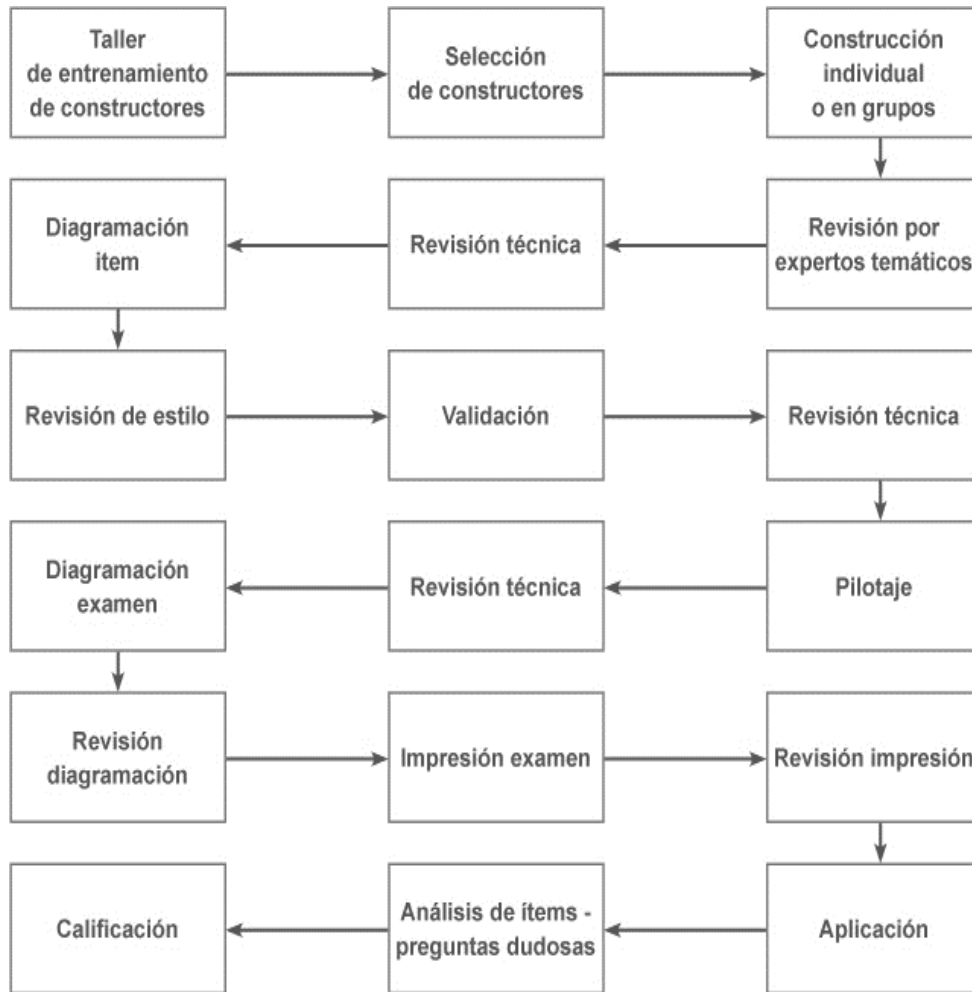 Taller
de entrenamiento
de constructores
Selección
de constructores
Construcción
individual
o en grupos
Revisión por
expertos temáticos
Revisión técnica
Diagramación
item
Revisión de estilo
Validación
Revisión técnica
Pilotaje
Revisión técnica
Diagramación
examen
Revisión
diagramación
Impresión examen
Revisión impresión
Aplicación
Análisis de ítems -
preguntas dudosas
Calificación